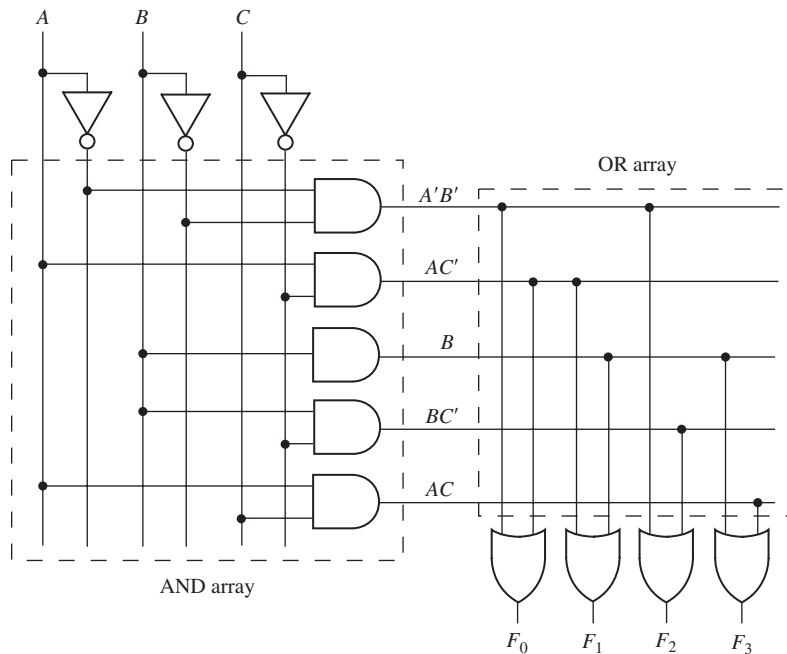 A B C
OR array
A′B′
AC′
B
BC′
AC
AND array
F₀ F₁ F₂ F₃